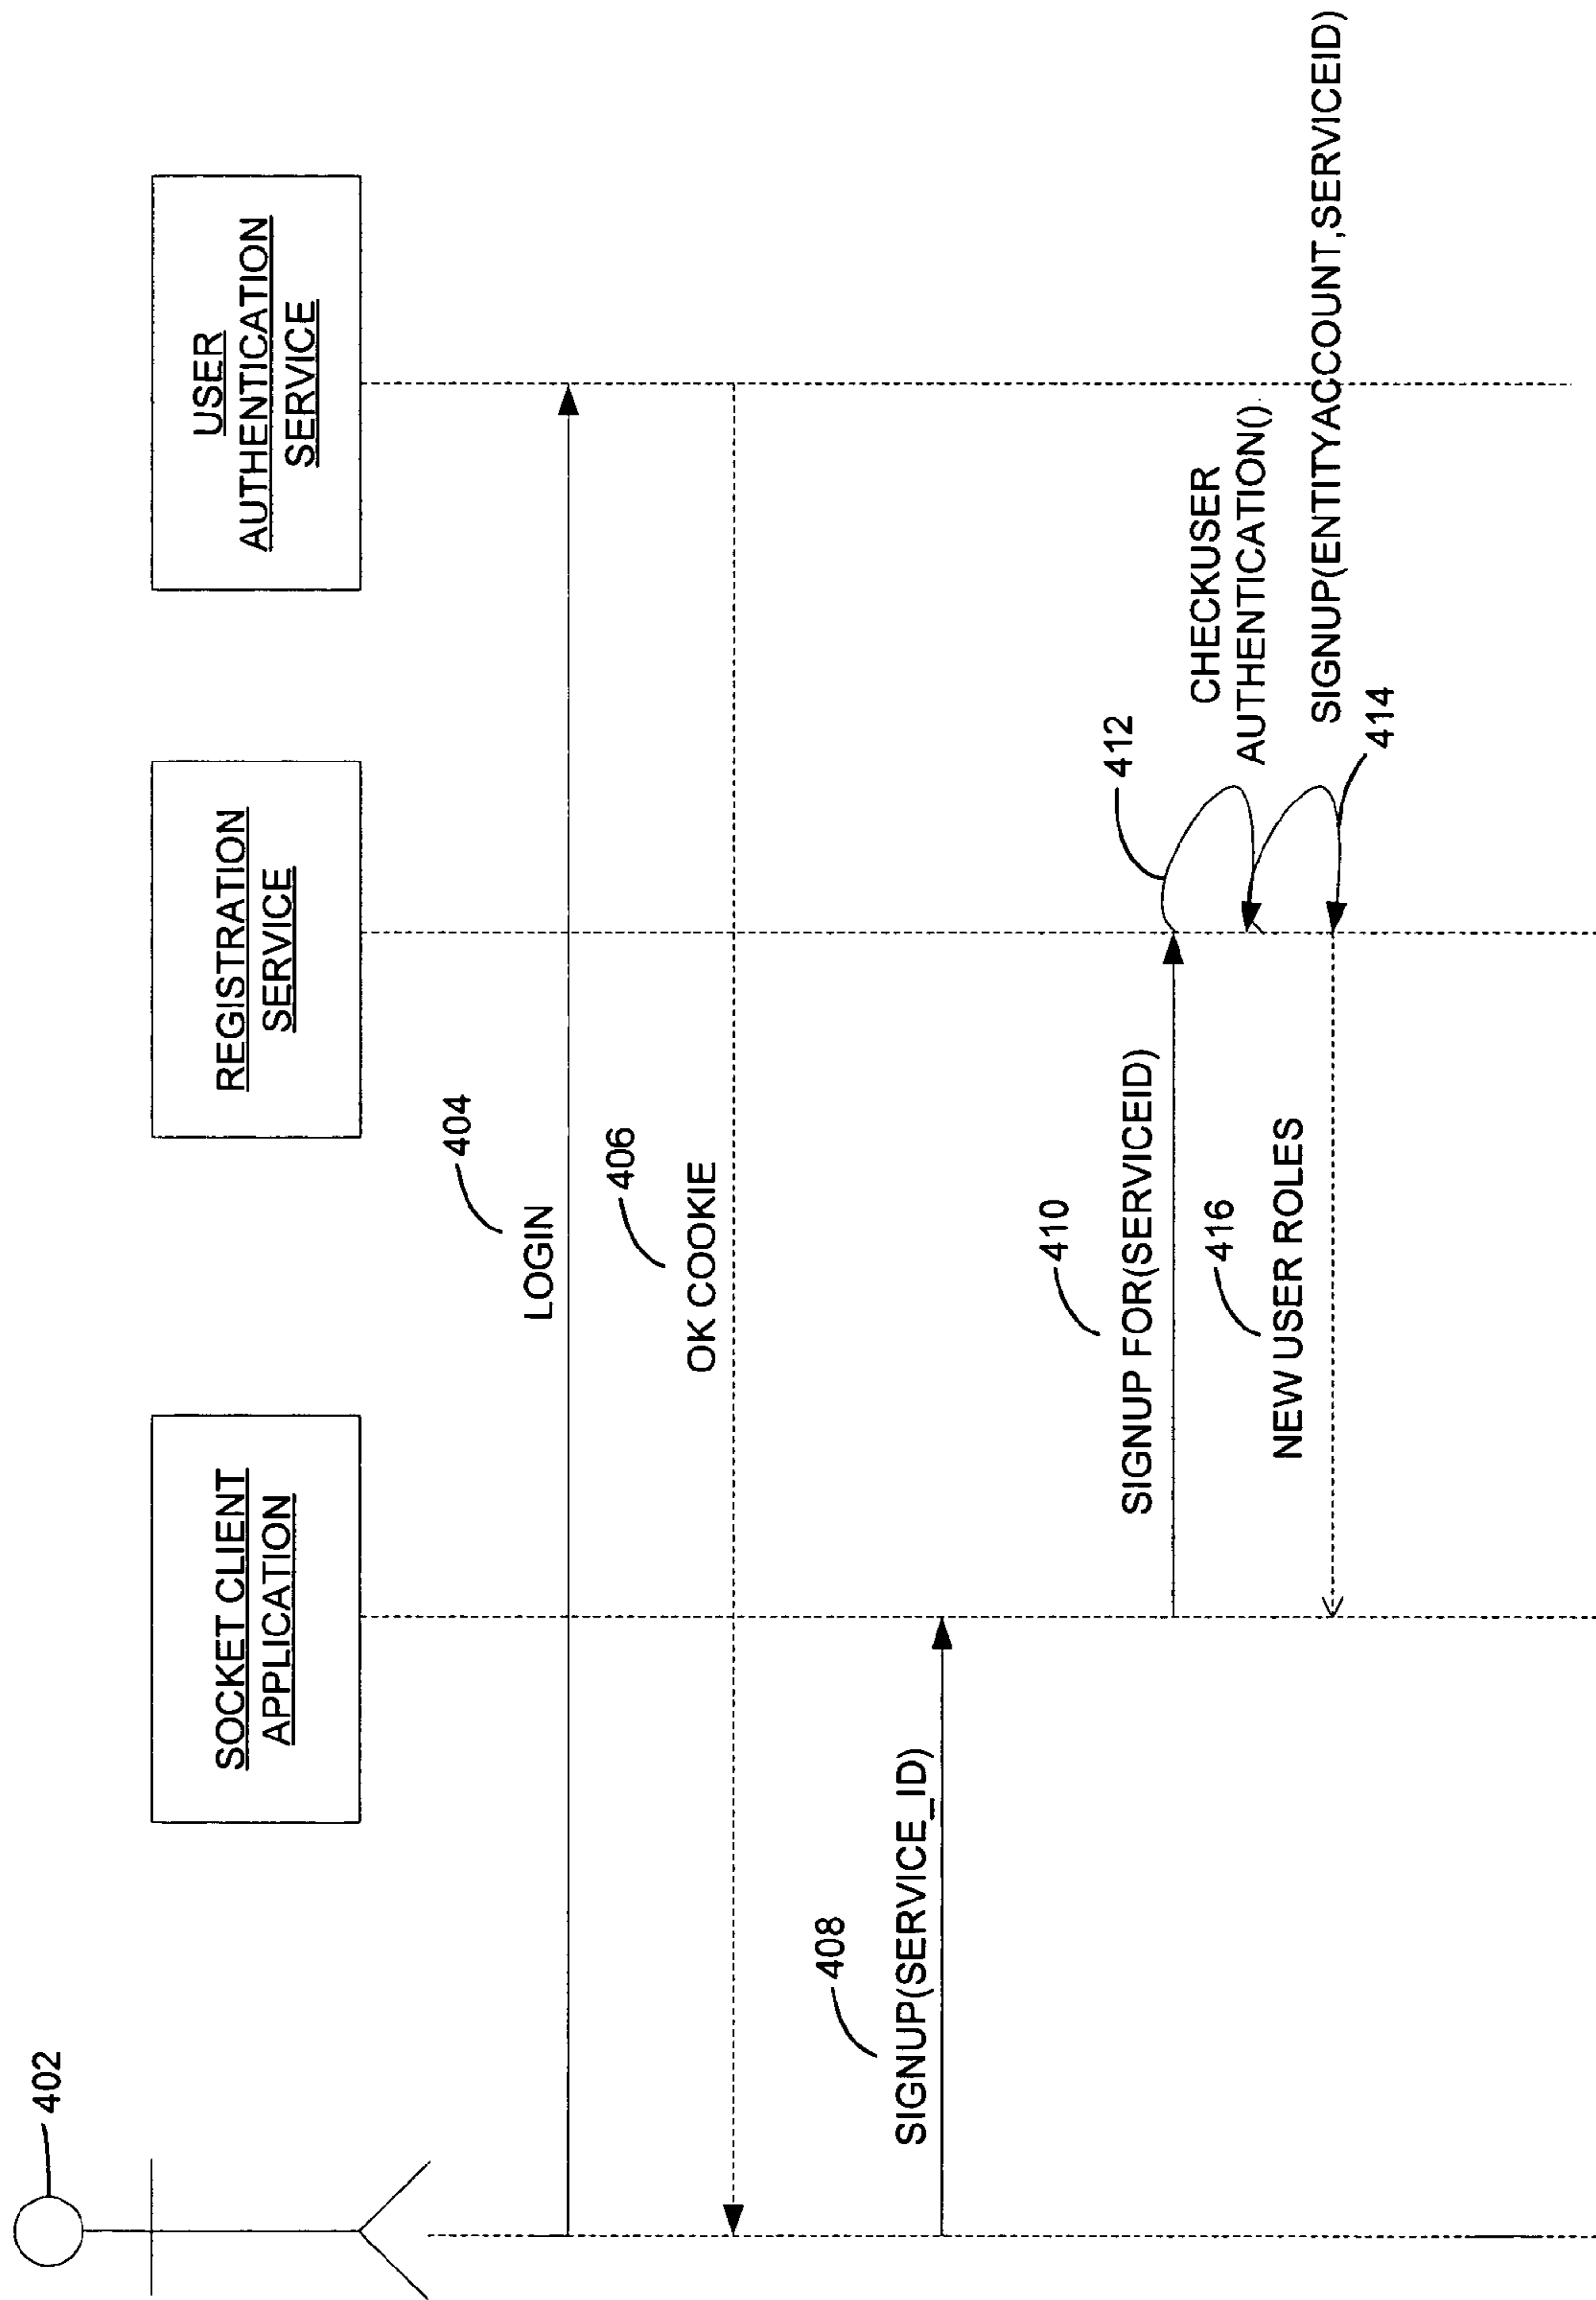 402
SOCKET CLIENT
APPLICATION
REGISTRATION
SERVICE
USER
AUTHENTICATION
SERVICE
404
LOGIN
406
OK COOKIE
408
SIGNUP(SERVICE_ID)
410
SIGNUP FOR(SERVICEID)
412
CHECKUSER
AUTHENTICATION()
416
NEW USER ROLES
SIGNUP(ENTITYACCOUNT,SERVICEID)
414